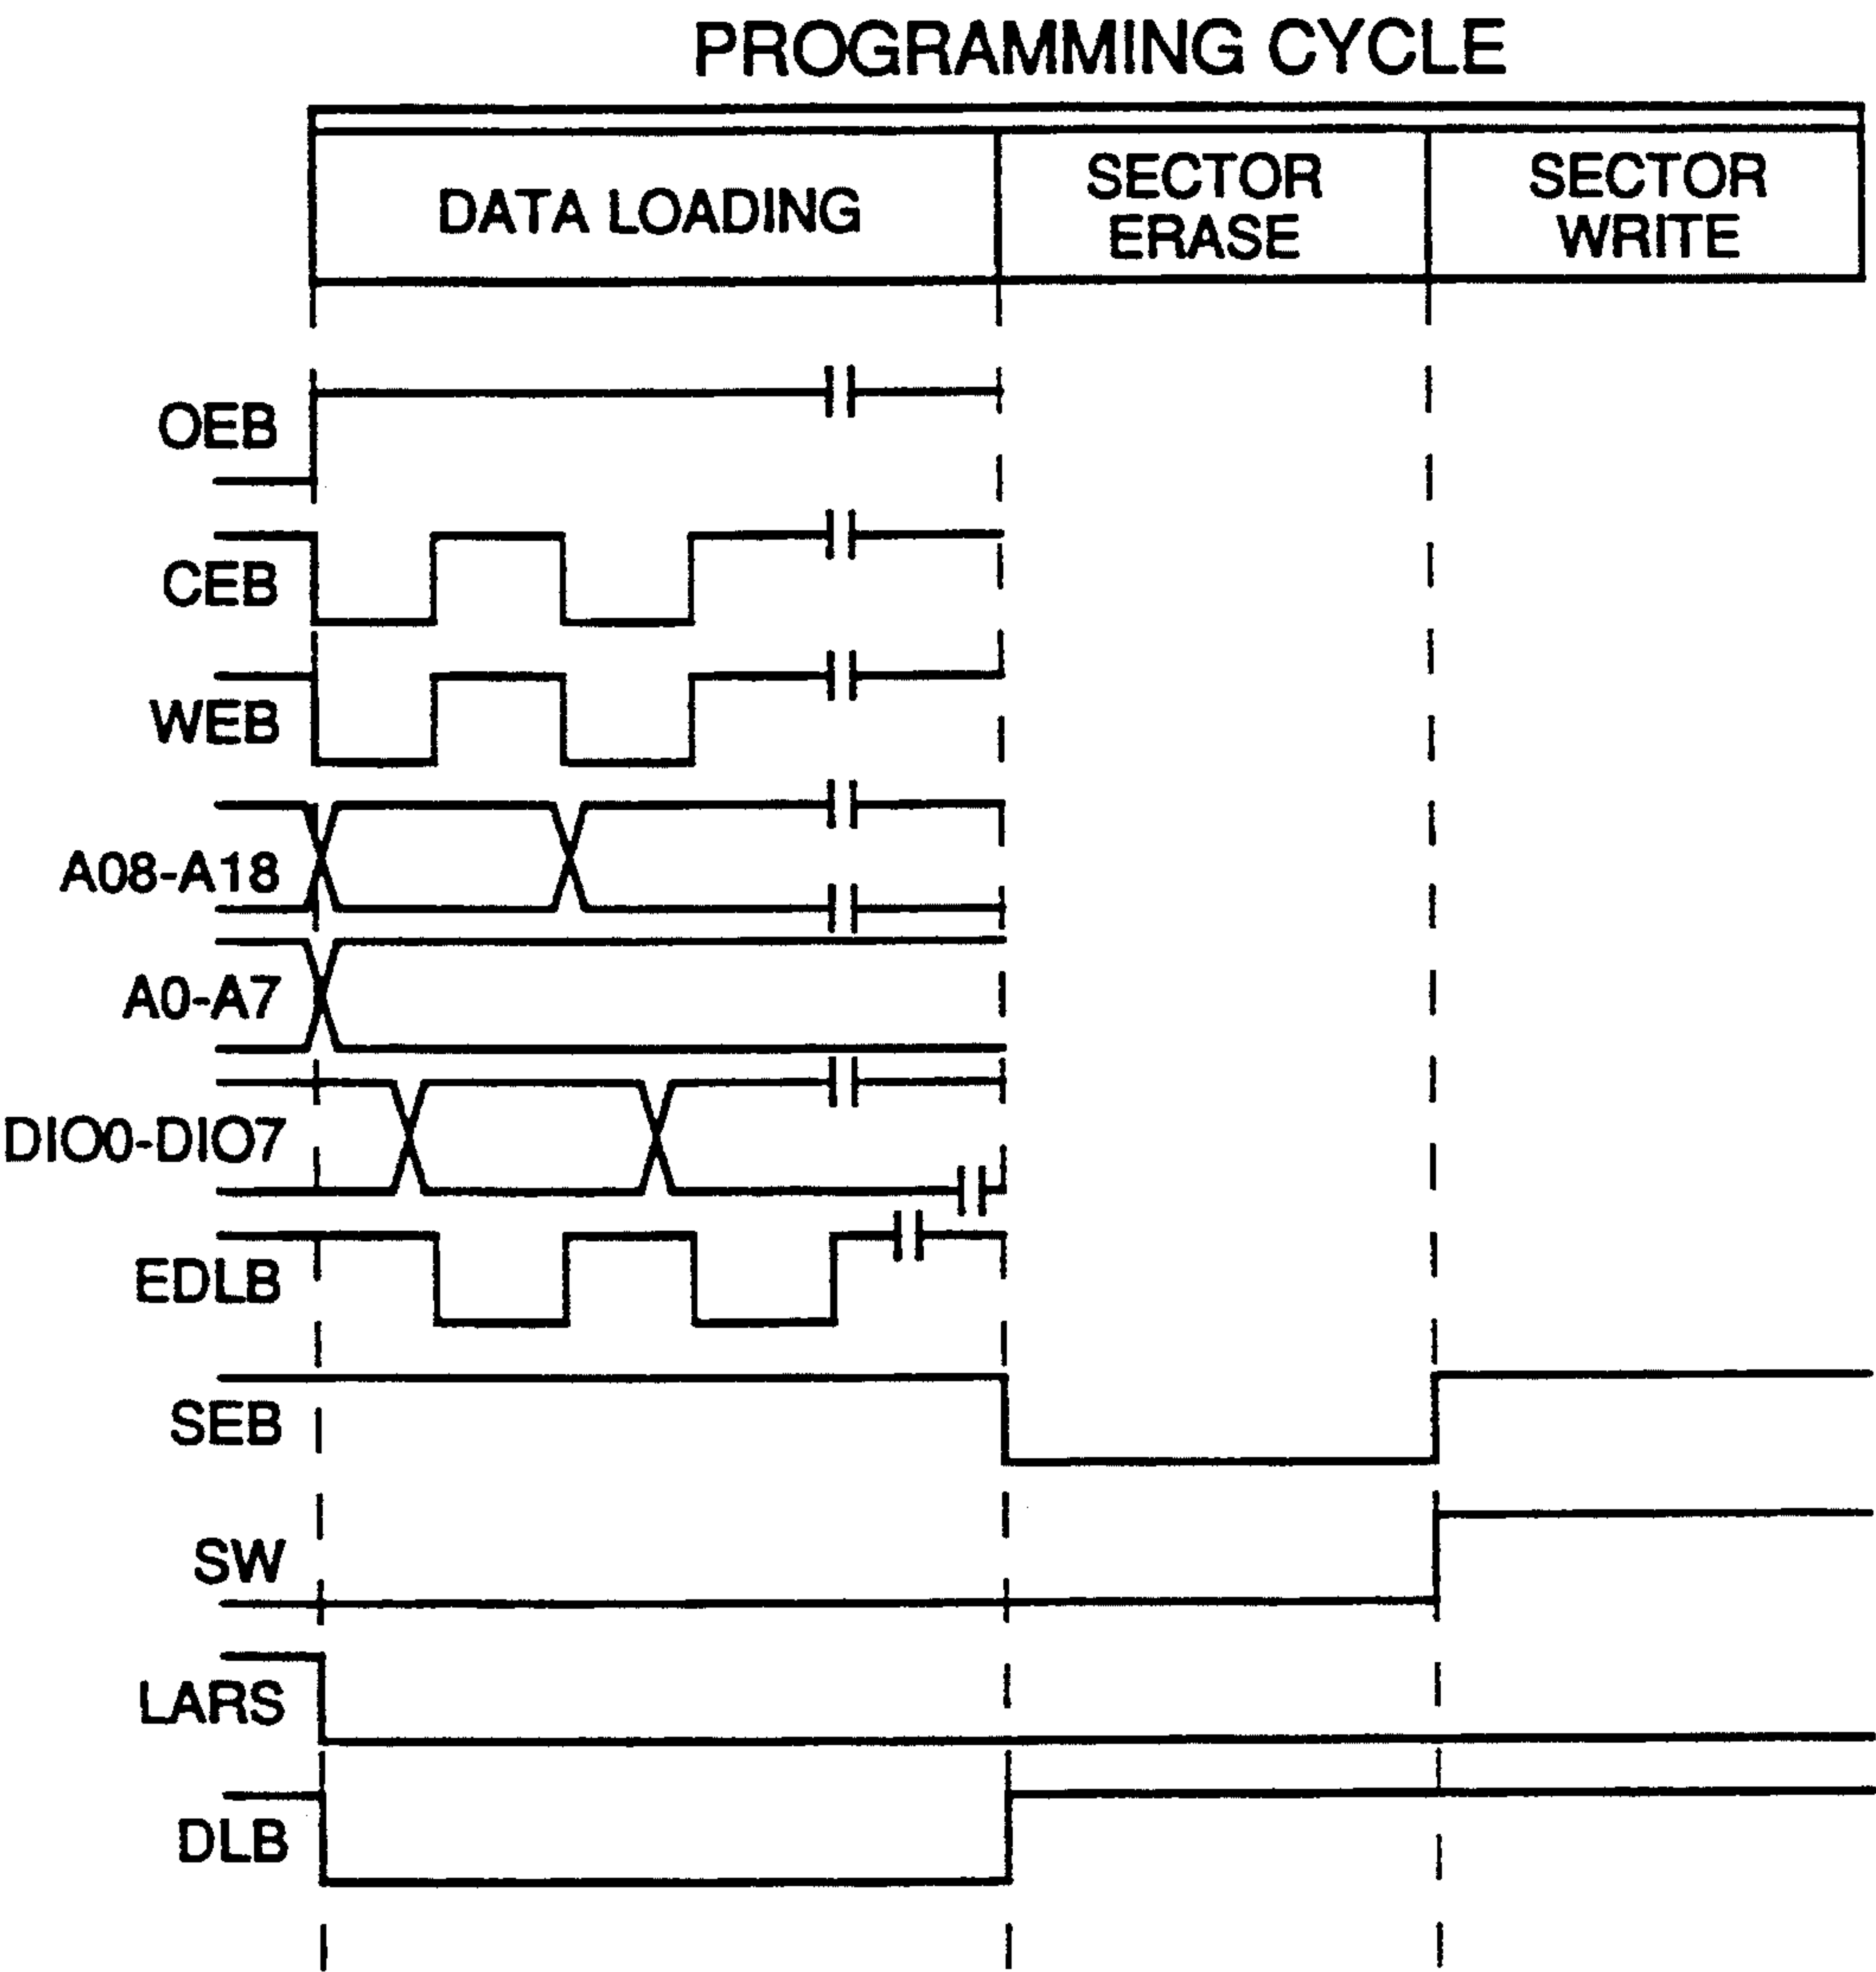 PROGRAMMING CYCLE
DATA LOADING
SECTOR
ERASE
SECTOR
WRITE
OEB
CEB
WEB
A08-A18
A0-A7
DIO0-DIO7
EDLB
SEB
SW
LARS
DLB